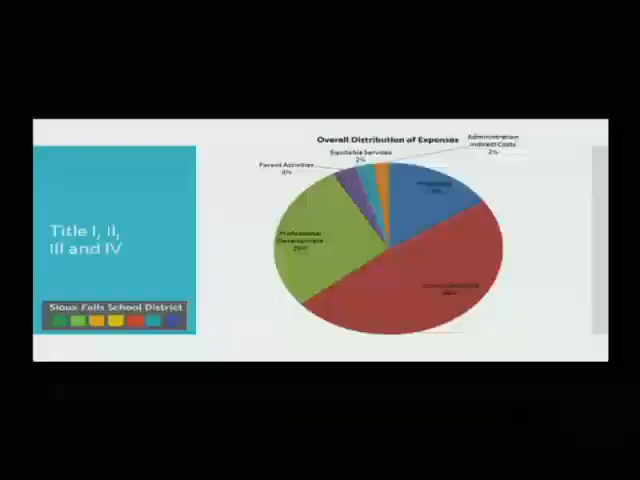 Overall Distribution of Expenses
Administration
Indirect Costs
2%
Equitable Services
2%
Parent Activities
Professional
Development
Title I, II,
III and IV
Sioux Falls School District